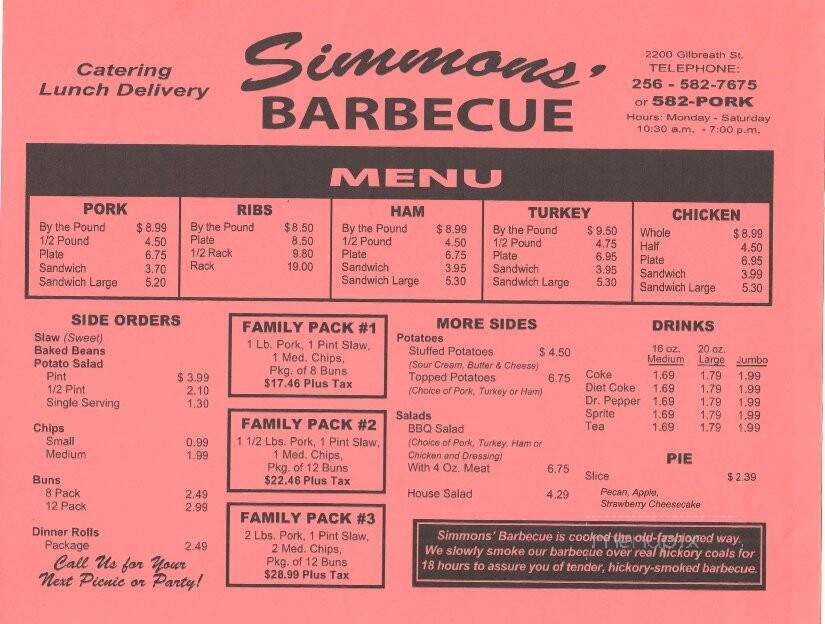 Catering
Lunch Delivery
Simmons'
BARBECUE
2200 Gilbreath St.
TELEPHONE:
256 - 582-7675
or 582-PORK
Hours: Monday - Saturday
10:30 a.m. - 7:00 p.m.
MENU
PORK
By the Pound $ 8.99
1/2 Pound 4.50
Plate 6.75
Sandwich 3.70
Sandwich Large 5.20
RIBS
By the Pound $ 8.50
Plate 8.50
1/2 Rack 9.80
Rack 19.00
HAM
By the Pound $ 8.99
1/2 Pound 4.50
Plate 6.75
Sandwich 3.95
Sandwich Large 5.30
TURKEY
By the Pound $ 9.50
1/2 Pound 4.75
Plate 6.95
Sandwich 3.95
Sandwich Large 5.30
CHICKEN
Whole $ 8.99
Half 4.50
Plate 6.95
Sandwich 3.99
Sandwich Large 5.30
SIDE ORDERS
Slaw (Sweet)
Baked Beans
Potato Salad
Pint $ 3.99
1/2 Pint 2.10
Single Serving 1.30
Chips
Small 0.99
Medium 1.99
Buns
8 Pack 2.49
12 Pack 2.99
Dinner Rolls
Package 2.49
Call Us for Your
Next Picnic or Party!
FAMILY PACK #1
1 Lb. Pork, 1 Pint Slaw,
1 Med. Chips,
Pkg. of 8 Buns
$17.46 Plus Tax
FAMILY PACK #2
1 1/2 Lbs. Pork, 1 Pint Slaw,
1 Med. Chips,
Pkg. of 12 Buns
$22.46 Plus Tax
FAMILY PACK #3
2 Lbs. Pork, 1 Pint Slaw,
2 Med. Chips,
Pkg. of 12 Buns
$28.99 Plus Tax
MORE SIDES
Potatoes
Stuffed Potatoes $ 4.50
(Sour Cream, Butter & Cheese)
Topped Potatoes 6.75
(Choice of Pork, Turkey or Ham)
Salads
BBQ Salad
(Choice of Pork, Turkey. Ham or
Chicken and Dressing)
With 4 Oz. Meat 6.75
House Salad 4.29
DRINKS
16 oz. 20 oz.
Medium Large Jumbo
Coke 1.69 1.79 1.99
Diet Coke 1.69 1.79 1.99
Dr. Pepper 1.69 1.79 1.99
Sprite 1.69 1.79 1.99
Tea 1.69 1.79 1.99
PIE
Slice $ 2.39
Pecan, Apple,
Strawberry Cheesecake
Simmons' Barbecue is cooked the old-fashioned way.
We slowly smoke our barbecue over real hickory coals for
18 hours to assure you of tender, hickory-smoked barbecue.
menupix